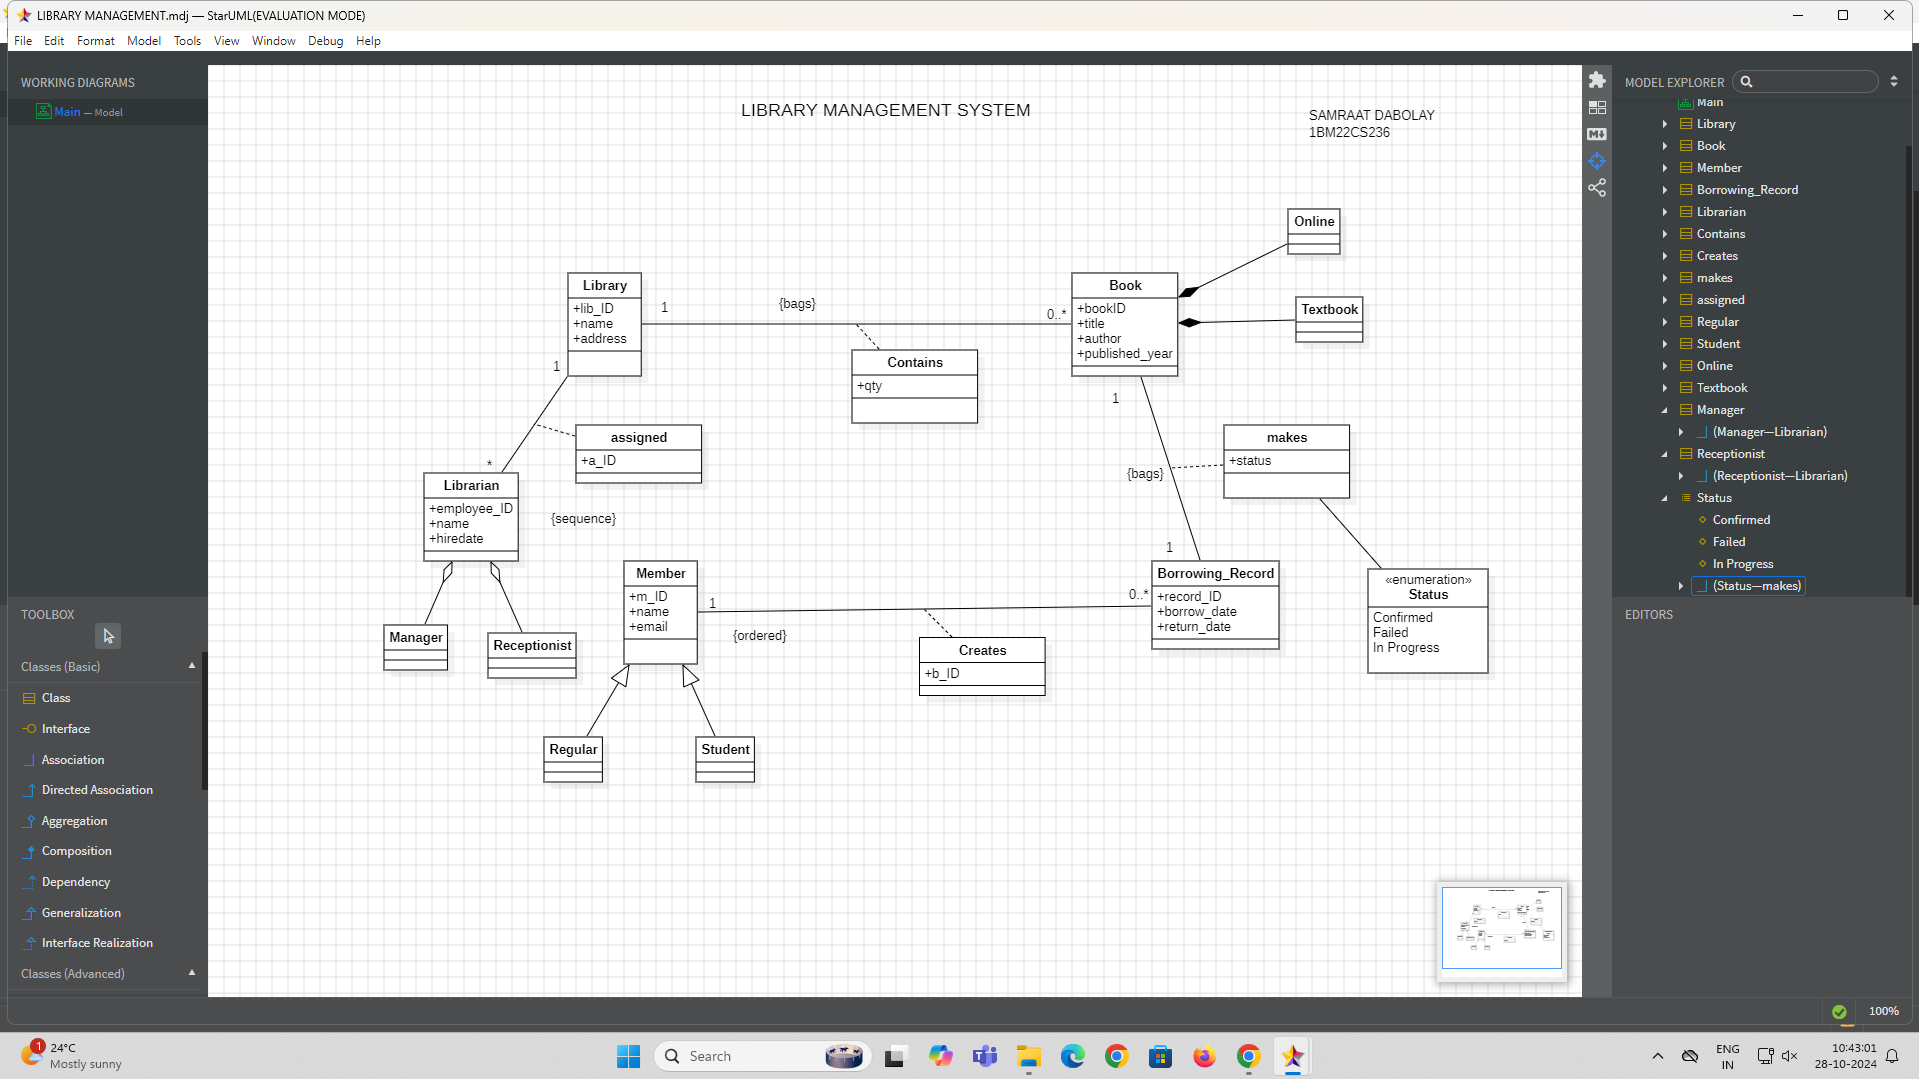 LIBRARY MANAGEMENT.mdj — StarUML(EVALUATION MODE)
File Edit Format Model Tools View Window Debug Help
WORKING DIAGRAMS
Main — Model
TOOLBOX
Classes (Basic)
Class
Interface
Association
Directed Association
Aggregation
Composition
Dependency
Generalization
Interface Realization
Classes (Advanced)
LIBRARY MANAGEMENT SYSTEM
SAMRAAT DABOLAY
1BM22CS236
Online
Library
+lib_ID
+name
+address
1
{bags}
0..*
Book
+bookID
+title
+author
+published_year
Textbook
Contains
+qty
1
assigned
+a_ID
*
1
makes
+status
{bags}
Librarian
+employee_ID
+name
+hiredate
{sequence}
1
Member
+m_ID
+name
+email
1
{ordered}
0..*
Borrowing_Record
+record_ID
+borrow_date
+return_date
«enumeration»
Status
Confirmed
Failed
In Progress
Manager
Receptionist
Creates
+b_ID
Regular
Student
MODEL EXPLORER
Main
Library
Book
Member
Borrowing_Record
Librarian
Contains
Creates
makes
assigned
Regular
Student
Online
Textbook
Manager
(Manager—Librarian)
Receptionist
(Receptionist—Librarian)
Status
Confirmed
Failed
In Progress
(Status—makes)
EDITORS
M↓
100%
1
24°C
Mostly sunny
Search
ENG
IN
10:43:01
28-10-2024